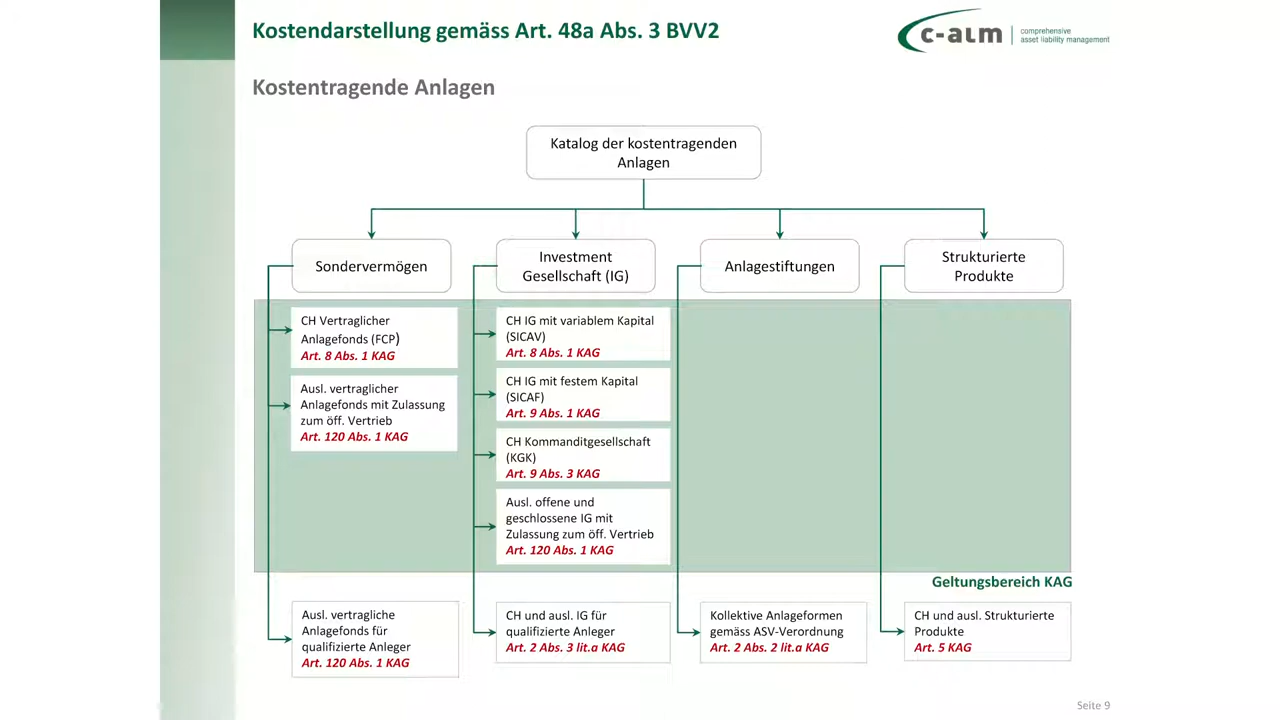 Kostendarstellung gemäss Art. 48a Abs. 3 BVV2
c-alm
comprehensive
asset liability management
Kostentragende Anlagen
Katalog der kostentragenden
Anlagen
Sondervermögen
Investment
Gesellschaft (IG)
Anlagestiftungen
Strukturierte
Produkte
CH Vertraglicher
Anlagefonds (FCP)
Art. 8 Abs. 1 KAG
Ausl. vertraglicher
Anlagefonds mit Zulassung
zum öff. Vertrieb
Art. 120 Abs. 1 KAG
CH IG mit variablem Kapital
(SICAV)
Art. 8 Abs. 1 KAG
CH IG mit festem Kapital
(SICAF)
Art. 9 Abs. 1 KAG
CH Kommanditgesellschaft
(KGK)
Art. 9 Abs. 3 KAG
Ausl. offene und
geschlossene IG mit
Zulassung zum öff. Vertrieb
Art. 120 Abs. 1 KAG
Geltungsbereich KAG
Ausl. vertragliche
Anlagefonds für
qualifizierte Anleger
Art. 120 Abs. 1 KAG
CH und ausl. IG für
qualifizierte Anleger
Art. 2 Abs. 3 lit.a KAG
Kollektive Anlageformen
gemäss ASV-Verordnung
Art. 2 Abs. 2 lit.a KAG
CH und ausl. Strukturierte
Produkte
Art. 5 KAG
Seite 9